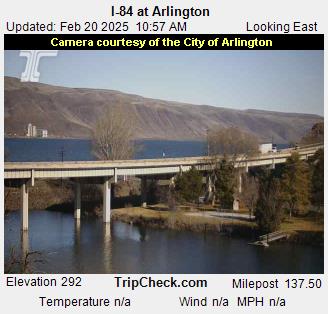 I-84 at Arlington
Updated: Feb 20 2025 10:57 AM Looking East
Camera courtesy of the City of Arlington
Elevation 292 TripCheck.com Milepost 137.50
Temperature n/a Wind n/a MPH n/a